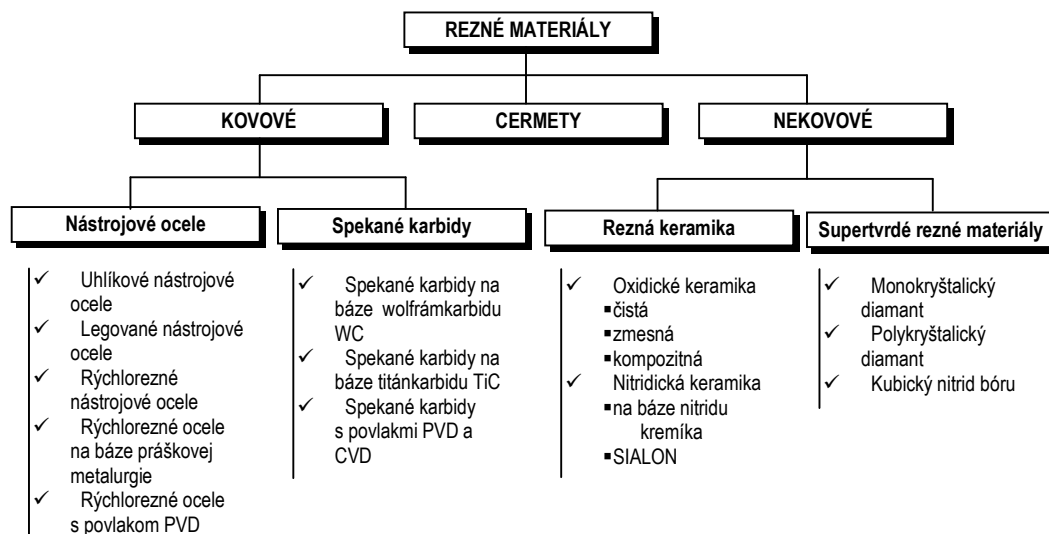 REZNÉ MATERIÁLY
KOVOVÉ
CERMETY
NEKOVOVÉ
Nástrojové ocele
Spekané karbidy
Rezná keramika
Supertvrdé rezné materiály
✓ Uhlíkové nástrojové
ocele
✓ Legované nástrojové
ocele
✓ Rýchlorezné
nástrojové ocele
✓ Rýchlorezné ocele
na báze práškovej
metalurgie
✓ Rýchlorezné ocele
s povlakom PVD
✓ Spekané karbidy na
báze wolfrámkarbidu
WC
✓ Spekané karbidy na
báze titánkarbidu TiC
✓ Spekané karbidy
s povlakmi PVD a
CVD
✓ Oxidické keramika
▪čistá
▪zmesná
▪kompozitná
✓ Nitridická keramika
▪na báze nitridu
kremíka
▪SIALON
✓ Monokryštalický
diamant
✓ Polykryštalický
diamant
✓ Kubický nitrid bóru